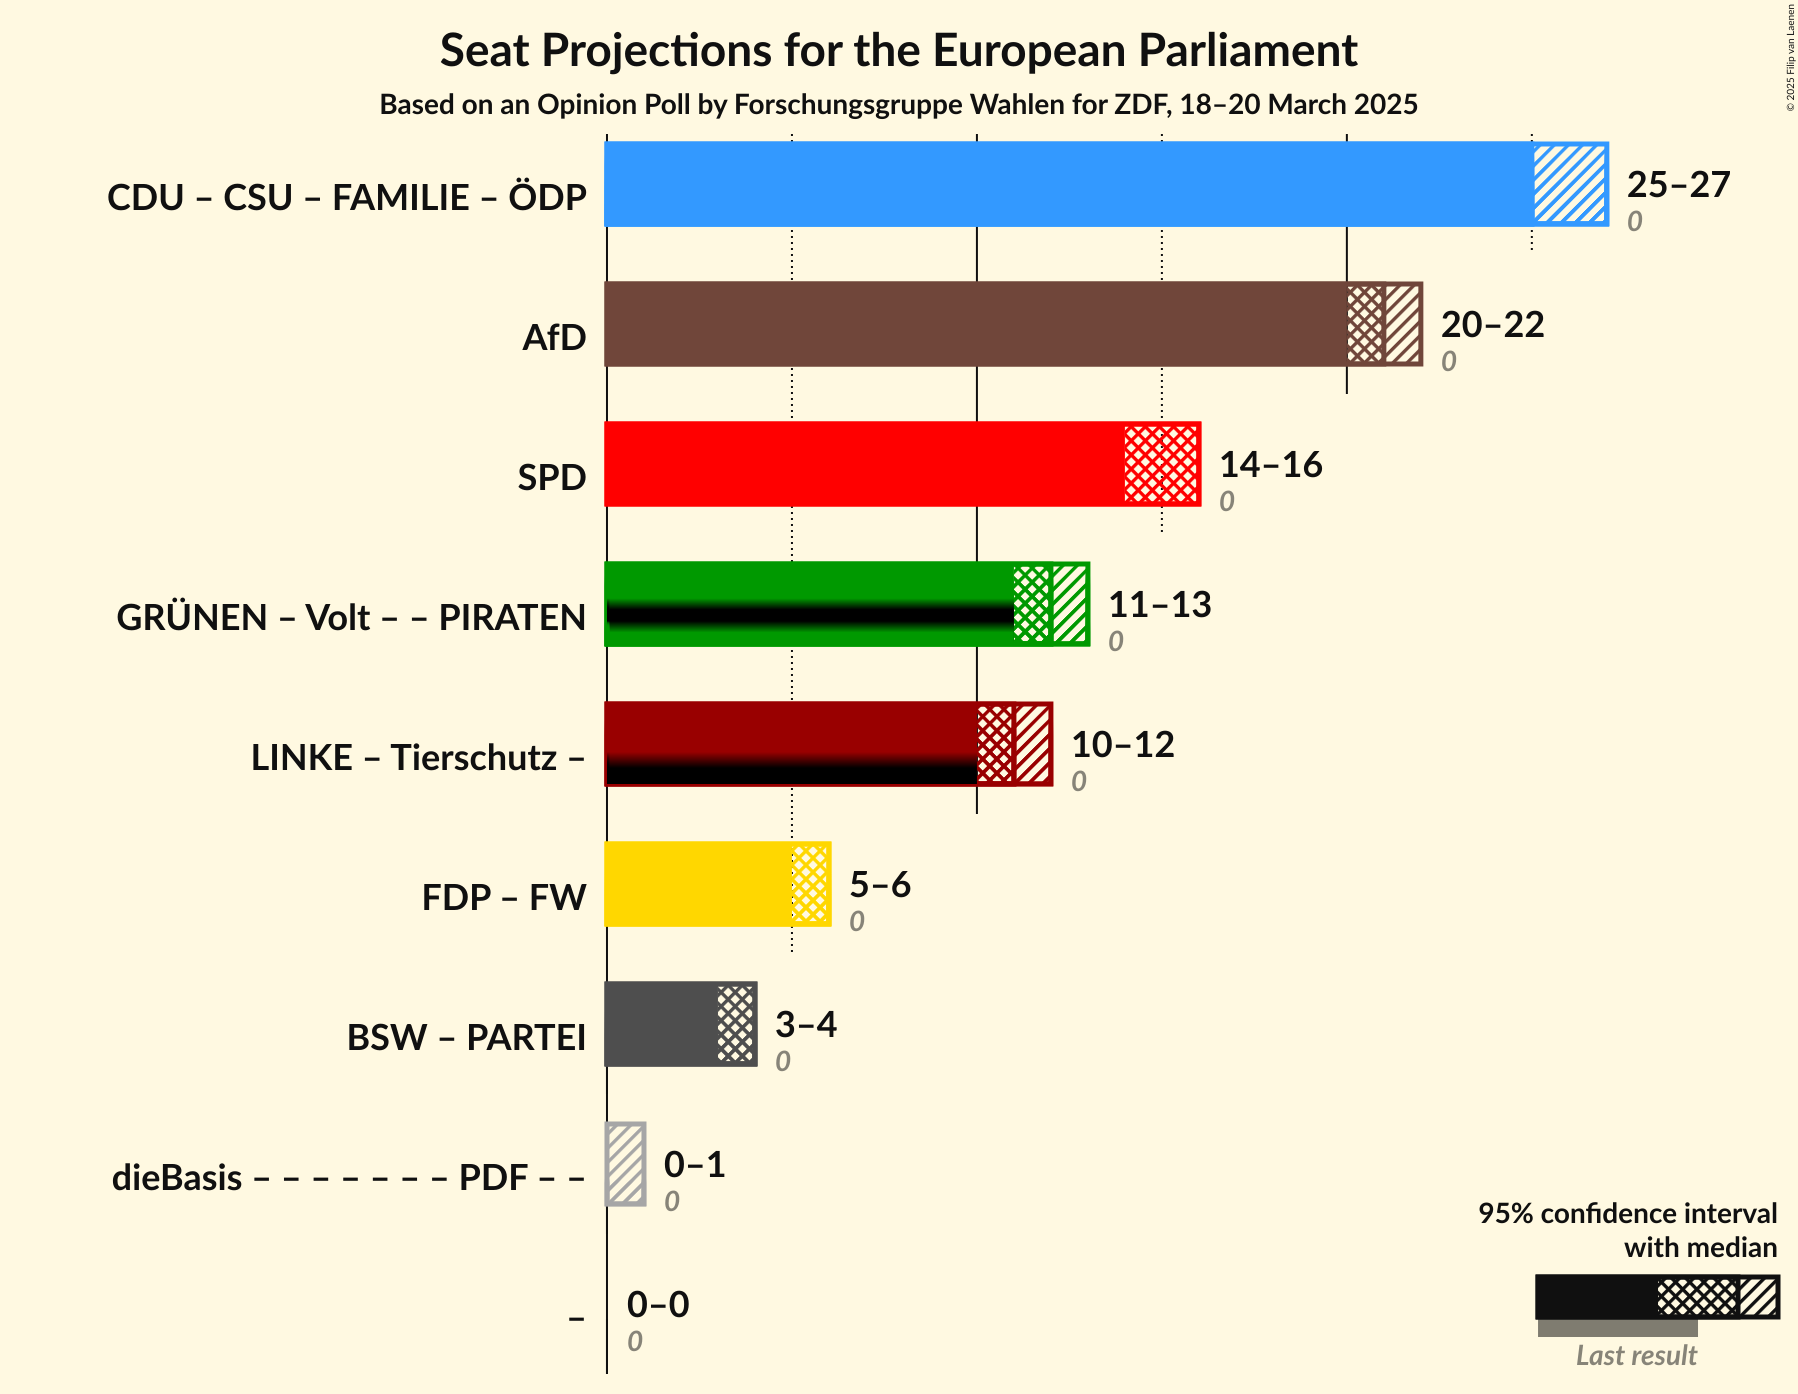 Seat Projections for the European Parliament
Based on an Opinion Poll by Forschungsgruppe Wahlen for ZDF, 18–20 March 2025
© 2025 Filip van Laenen
CDU – CSU – FAMILIE – ÖDP
25–27
0
AfD
20–22
0
SPD
14–16
0
GRÜNEN – Volt – – PIRATEN
11–13
0
LINKE – Tierschutz –
10–12
0
FDP – FW
5–6
0
BSW – PARTEI
3–4
0
dieBasis – – – – – – – PDF – –
0–1
0
–
0–0
0
95% confidence interval
with median
Last result